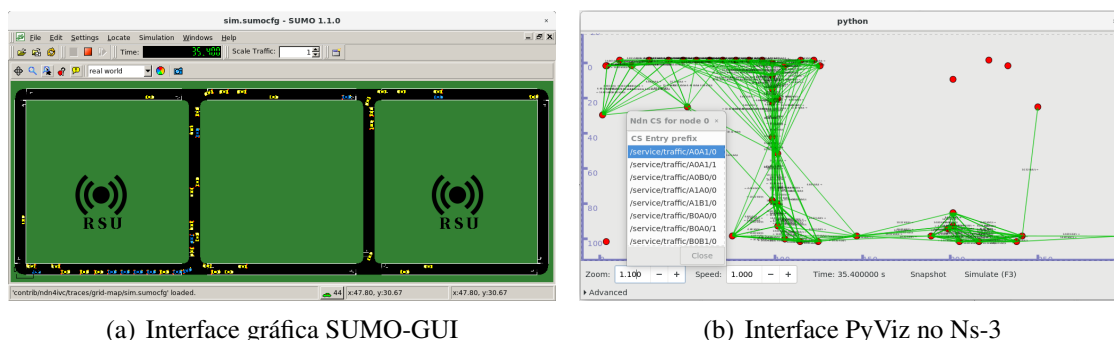 sim.sumocfg - SUMO 1.1.0
File Edit Settings Locate Simulation Windows Help
Time: 35.400 Scale Traffic: 1
real world
RSU
RSU
'contrib/ndn4ivc/traces/grid-map/sim.sumocfg' loaded.
44 x:47.80, y:30.67 x:47.80, y:30.67
(a) Interface gráfica SUMO-GUI
python
0
20
40
60
80
100
Ndn CS for node 0
CS Entry prefix
/service/traffic/A0A1/0
/service/traffic/A0A1/1
/service/traffic/A0B0/0
/service/traffic/A1A0/0
/service/traffic/A1B1/0
/service/traffic/B0A0/0
/service/traffic/B0A0/1
/service/traffic/B0B1/0
Close
Zoom: 1.100 − + Speed: 1.000 − + Time: 35.400000 s Snapshot Simulate (F3)
Advanced
(b) Interface PyViz no Ns-3